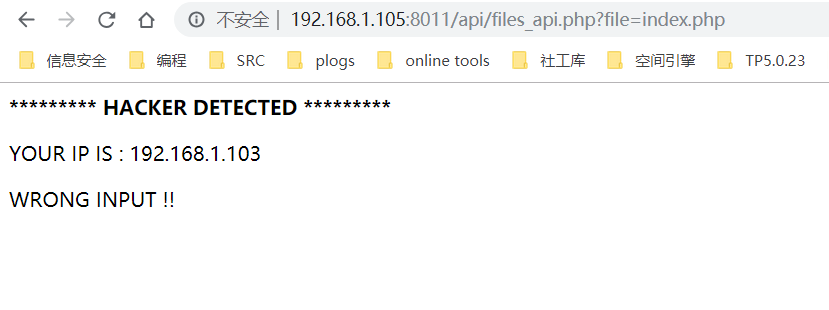 不安全 | 192.168.1.105:8011/api/files_api.php?file=index.php
信息安全 编程 SRC plogs online tools 社工库 空间引擎 TP5.0.23
********* HACKER DETECTED *********
YOUR IP IS : 192.168.1.103
WRONG INPUT !!